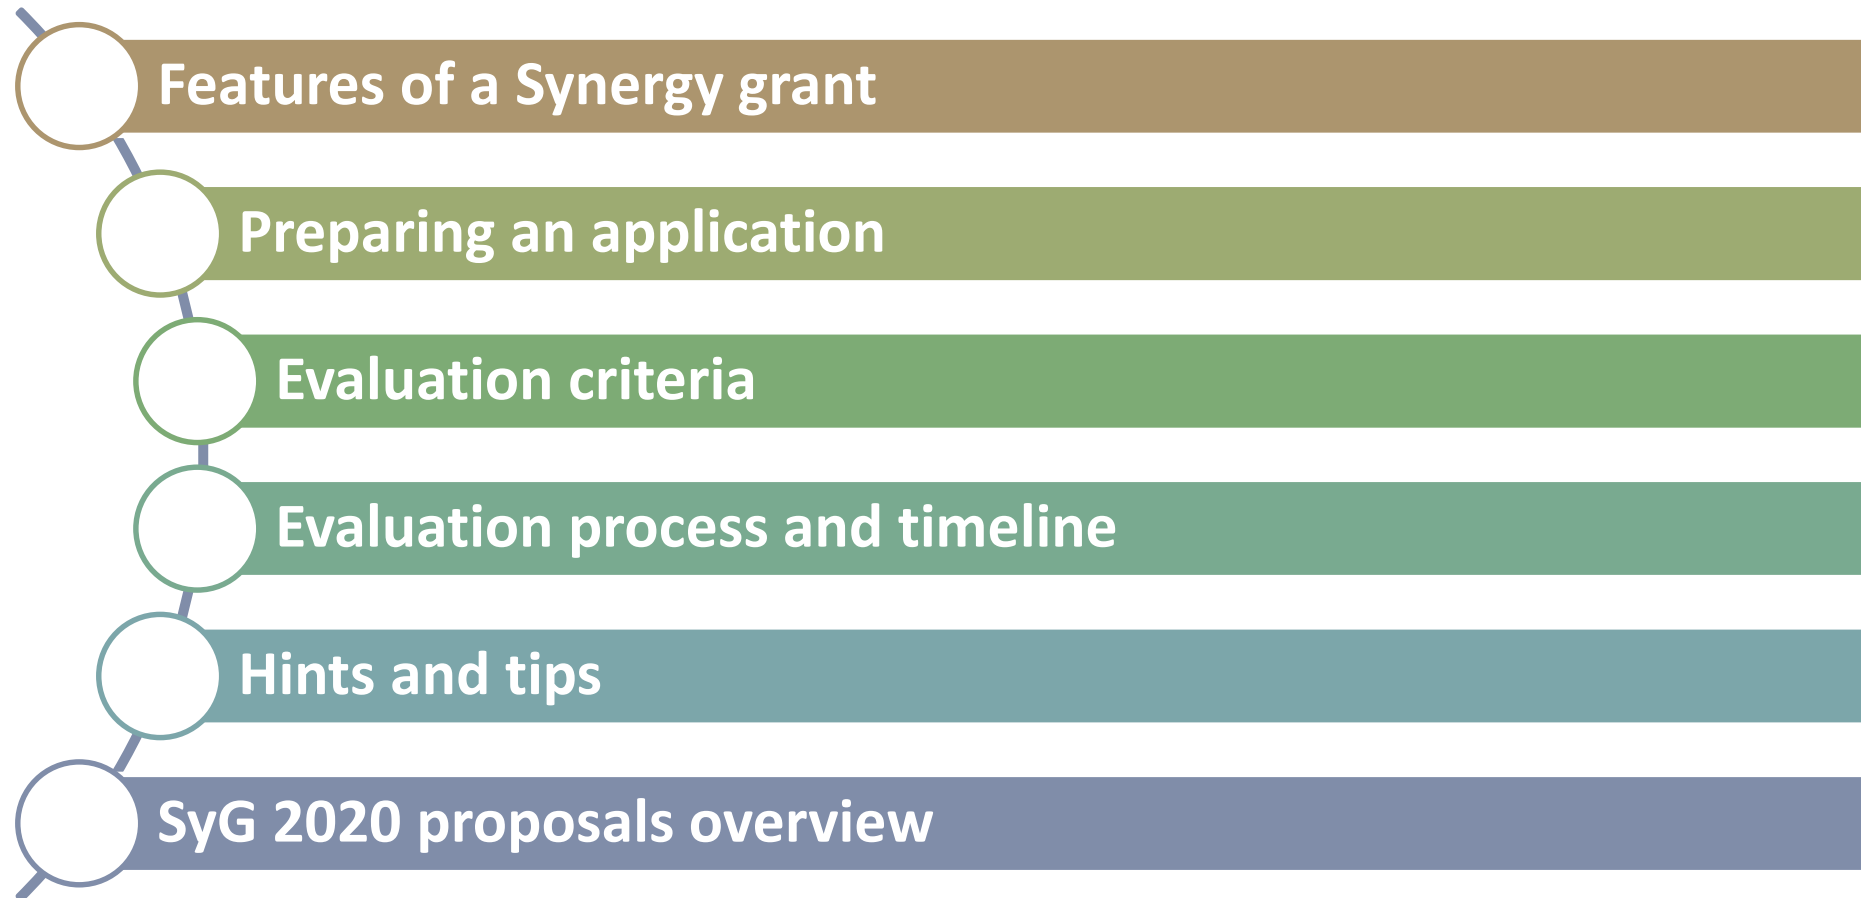 Features of a Synergy grant
Preparing an application
Evaluation criteria
Evaluation process and timeline
Hints and tips
SyG 2020 proposals overview